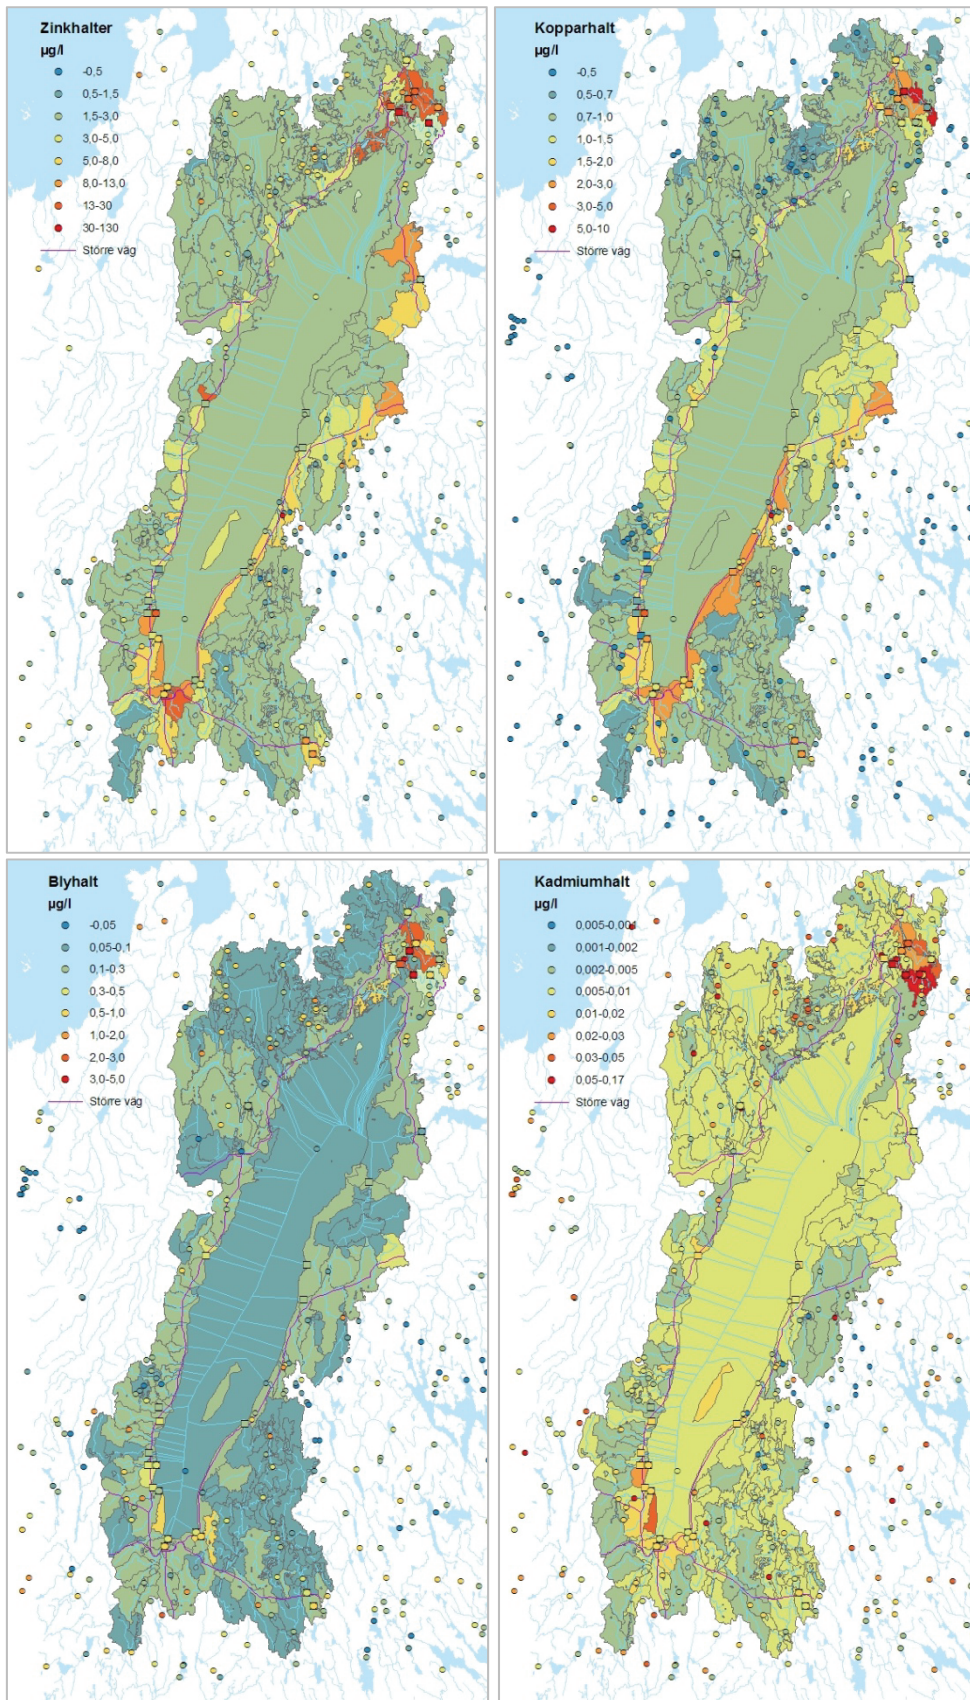 Zinkhalter
µg/l
-0,5
0,5-1,5
1,5-3,0
3,0-5,0
5,0-8,0
8,0-13,0
13-30
30-130
Större väg
Kopparhalt
µg/l
-0,5
0,5-0,7
0.7-1,0
1,0-1,5
1,5-2,0
2.0-3,0
3,0-5,0
5,0-10
Större väg
Blyhalt
µg/l
-0,05
0,05-0,1
0,1-0,3
0,3-0,5
0,5-1,0
1,0-2,0
2,0-3,0
3,0-5,0
Större väg
Kadmiumhalt
µg/l
0,005-0,001
0,001-0,002
0,002-0,005
0,005-0,01
0,01-0,02
0,02-0,03
0,03-0,05
0,05-0,17
Större väg